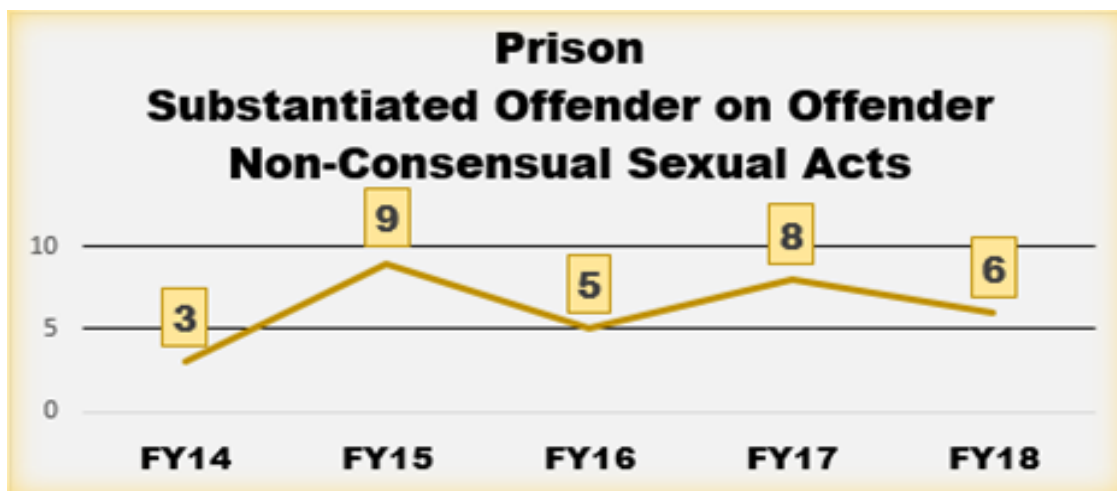 Prison
Substantiated Offender on Offender
Non-Consensual Sexual Acts
9
8
10
6
5
3
5
0
FY14 FY15 FY16 FY17 FY18